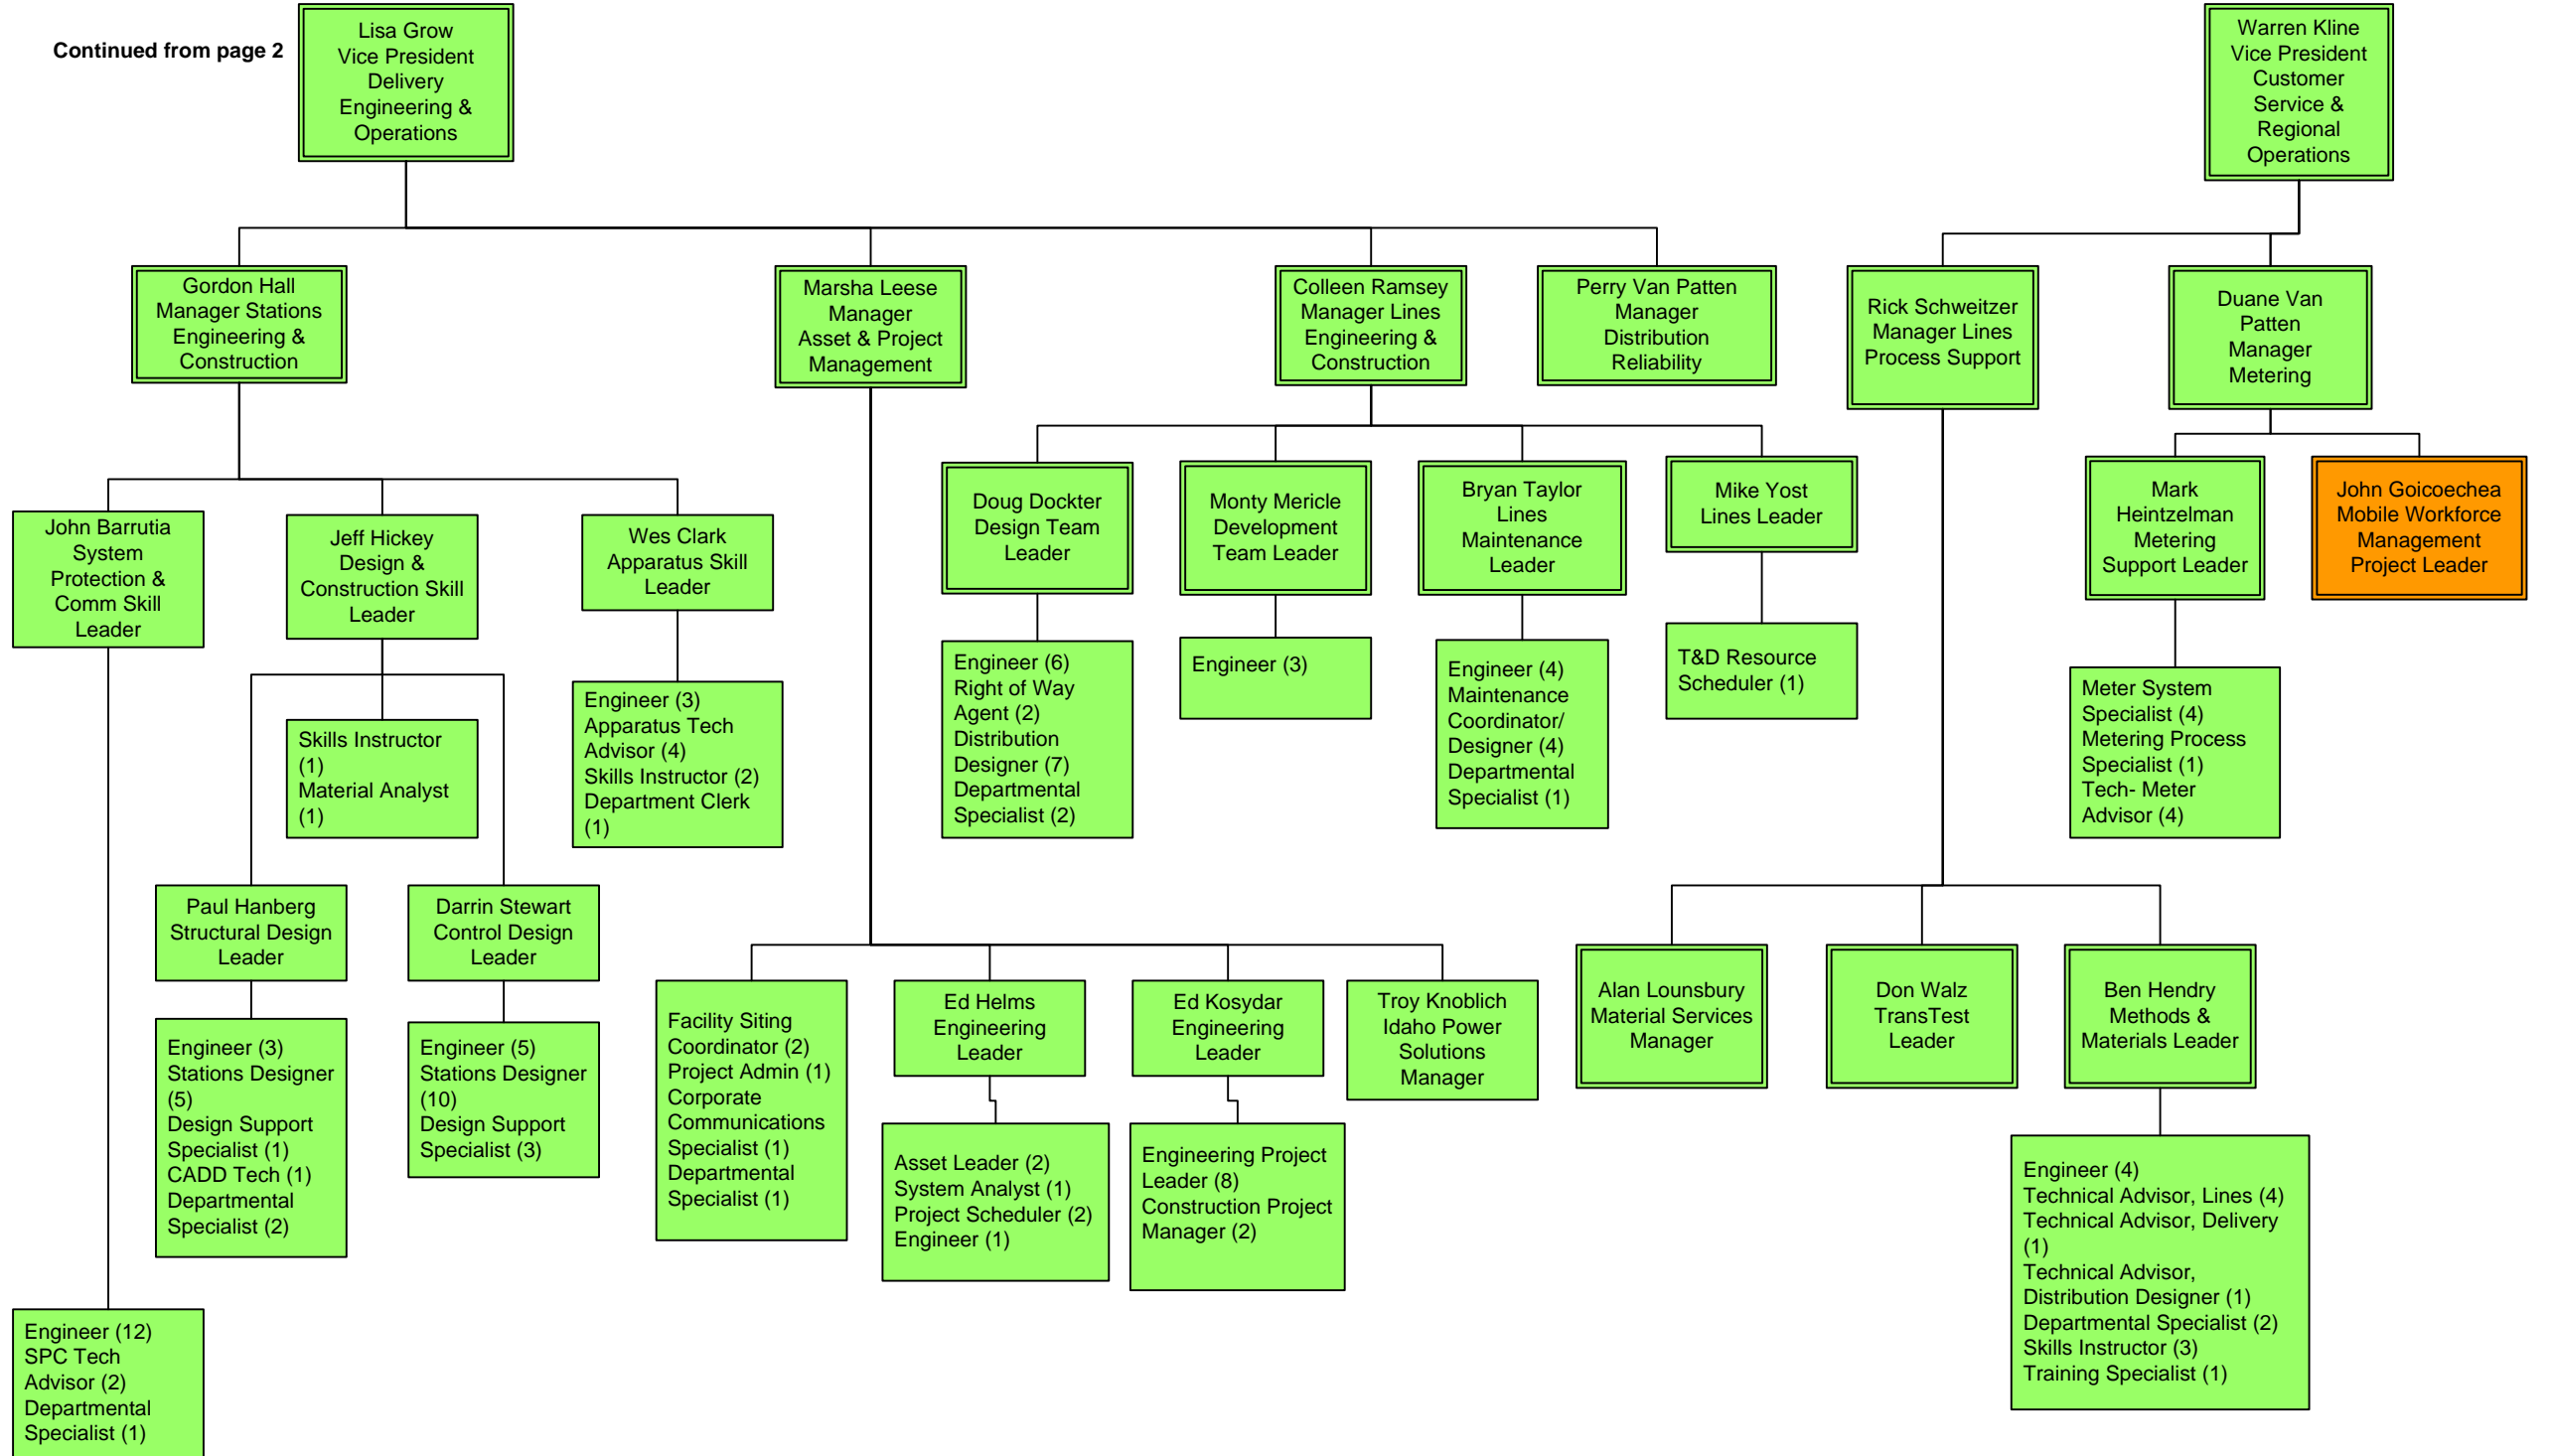 Continued from page 2
Lisa Grow
Vice President
Delivery
Engineering &
Operations
Warren Kline
Vice President
Customer
Service &
Regional
Operations
Gordon Hall
Manager Stations
Engineering &
Construction
Marsha Leese
Manager
Asset & Project
Management
Colleen Ramsey
Manager Lines
Engineering &
Construction
Perry Van Patten
Manager
Distribution
Reliability
Rick Schweitzer
Manager Lines
Process Support
Duane Van
Patten
Manager
Metering
John Barrutia
System
Protection &
Comm Skill
Leader
Jeff Hickey
Design &
Construction Skill
Leader
Wes Clark
Apparatus Skill
Leader
Doug Dockter
Design Team
Leader
Monty Mericle
Development
Team Leader
Bryan Taylor
Lines
Maintenance
Leader
Mike Yost
Lines Leader
Mark
Heintzelman
Metering
Support Leader
John Goicoechea
Mobile Workforce
Management
Project Leader
Skills Instructor
(1)
Material Analyst
(1)
Engineer (3)
Apparatus Tech
Advisor (4)
Skills Instructor (2)
Department Clerk
(1)
Engineer (6)
Right of Way
Agent (2)
Distribution
Designer (7)
Departmental
Specialist (2)
Engineer (3)
Engineer (4)
Maintenance
Coordinator/
Designer (4)
Departmental
Specialist (1)
T&D Resource
Scheduler (1)
Meter System
Specialist (4)
Metering Process
Specialist (1)
Tech- Meter
Advisor (4)
Paul Hanberg
Structural Design
Leader
Darrin Stewart
Control Design
Leader
Facility Siting
Coordinator (2)
Project Admin (1)
Corporate
Communications
Specialist (1)
Departmental
Specialist (1)
Ed Helms
Engineering
Leader
Ed Kosydar
Engineering
Leader
Troy Knoblich
Idaho Power
Solutions
Manager
Alan Lounsbury
Material Services
Manager
Don Walz
TransTest
Leader
Ben Hendry
Methods &
Materials Leader
Engineer (3)
Stations Designer
(5)
Design Support
Specialist (1)
CADD Tech (1)
Departmental
Specialist (2)
Engineer (5)
Stations Designer
(10)
Design Support
Specialist (3)
Asset Leader (2)
System Analyst (1)
Project Scheduler (2)
Engineer (1)
Engineering Project
Leader (8)
Construction Project
Manager (2)
Engineer (4)
Technical Advisor, Lines (4)
Technical Advisor, Delivery
(1)
Technical Advisor,
Distribution Designer (1)
Departmental Specialist (2)
Skills Instructor (3)
Training Specialist (1)
Engineer (12)
SPC Tech
Advisor (2)
Departmental
Specialist (1)